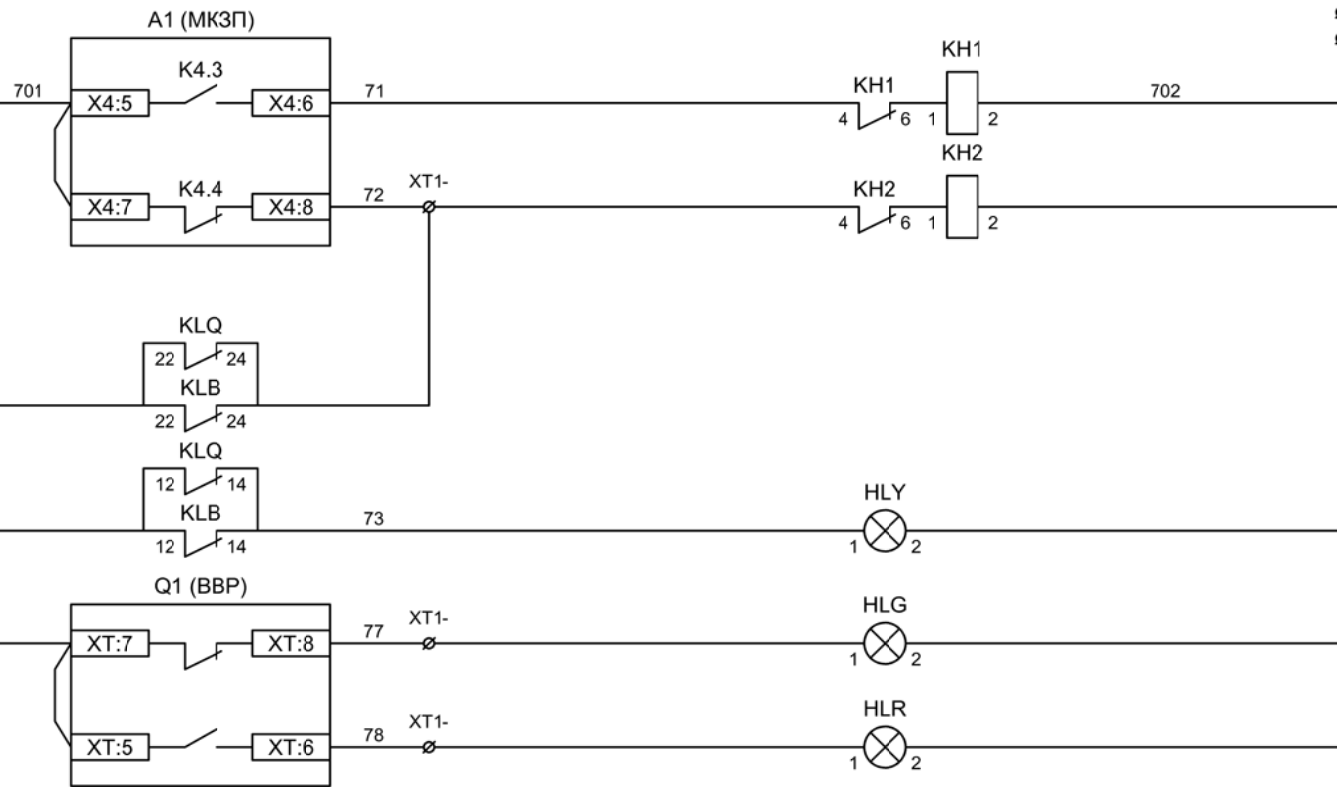 A1 (МКЗП)
KH1
K4.3
KH1
701
X4:5
X4:6
71
702
4
6
1
2
KH2
K4.4
XT1-
KH2
X4:7
X4:8
72
4
6
1
2
KLQ
22
24
KLB
22
24
KLQ
12
14
KLB
12
14
73
HLY
1
2
Q1 (ВВР)
HLG
XT:7
XT:8
77
XT1-
1
2
HLR
XT:5
XT:6
78
XT1-
1
2